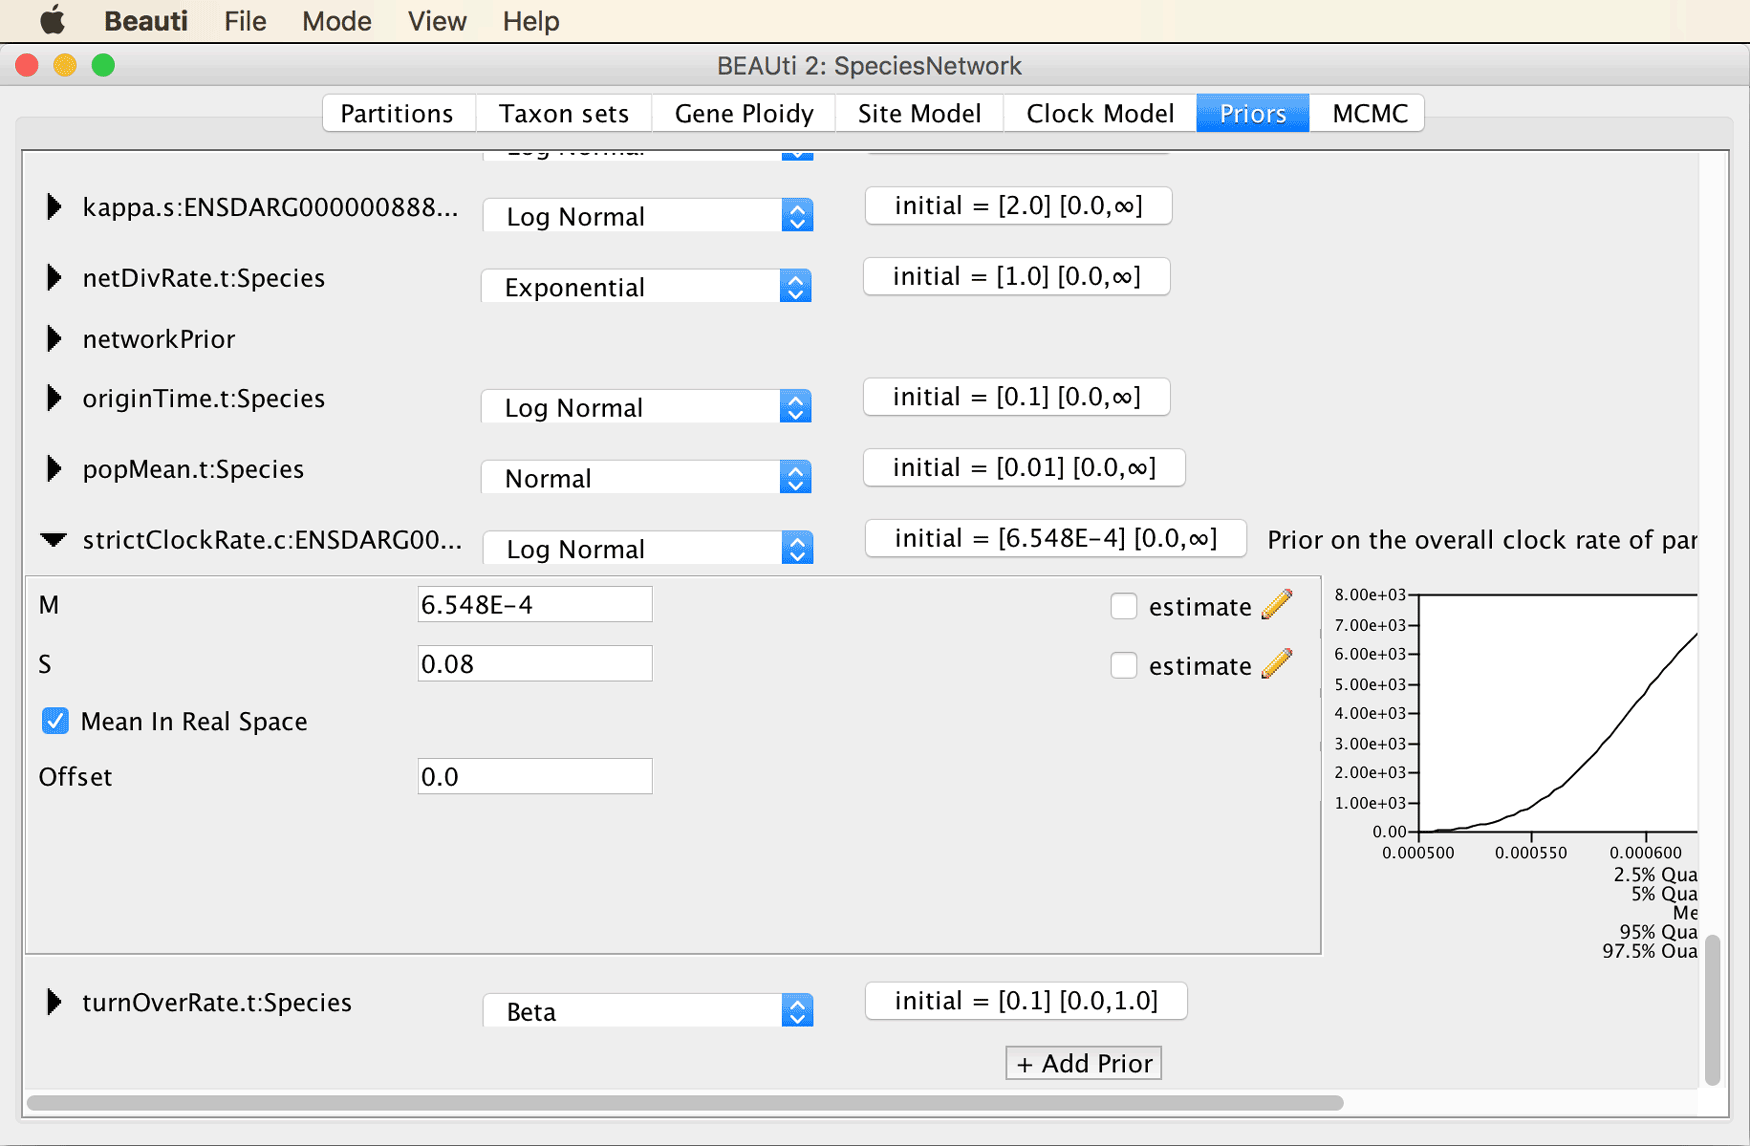 Beauti File Mode View Help
BEAUti 2: SpeciesNetwork
Partitions Taxon sets Gene Ploidy Site Model Clock Model Priors MCMC
kappa.s:ENSDARG000000888... Log Normal initial = [2.0] [0.0,∞]
netDivRate.t:Species Exponential initial = [1.0] [0.0,∞]
networkPrior
originTime.t:Species Log Normal initial = [0.1] [0.0,∞]
popMean.t:Species Normal initial = [0.01] [0.0,∞]
strictClockRate.c:ENSDARG00... Log Normal initial = [6.548E-4] [0.0,∞] Prior on the overall clock rate of par
M 6.548E-4 estimate
S 0.08 estimate
Mean In Real Space
Offset 0.0
8.00e+03
7.00e+03
6.00e+03
5.00e+03
4.00e+03
3.00e+03
2.00e+03
1.00e+03
0.00
0.000500 0.000550 0.000600
2.5% Qua
5% Qua
Me
95% Qua
97.5% Qua
turnOverRate.t:Species Beta initial = [0.1] [0.0,1.0]
+ Add Prior